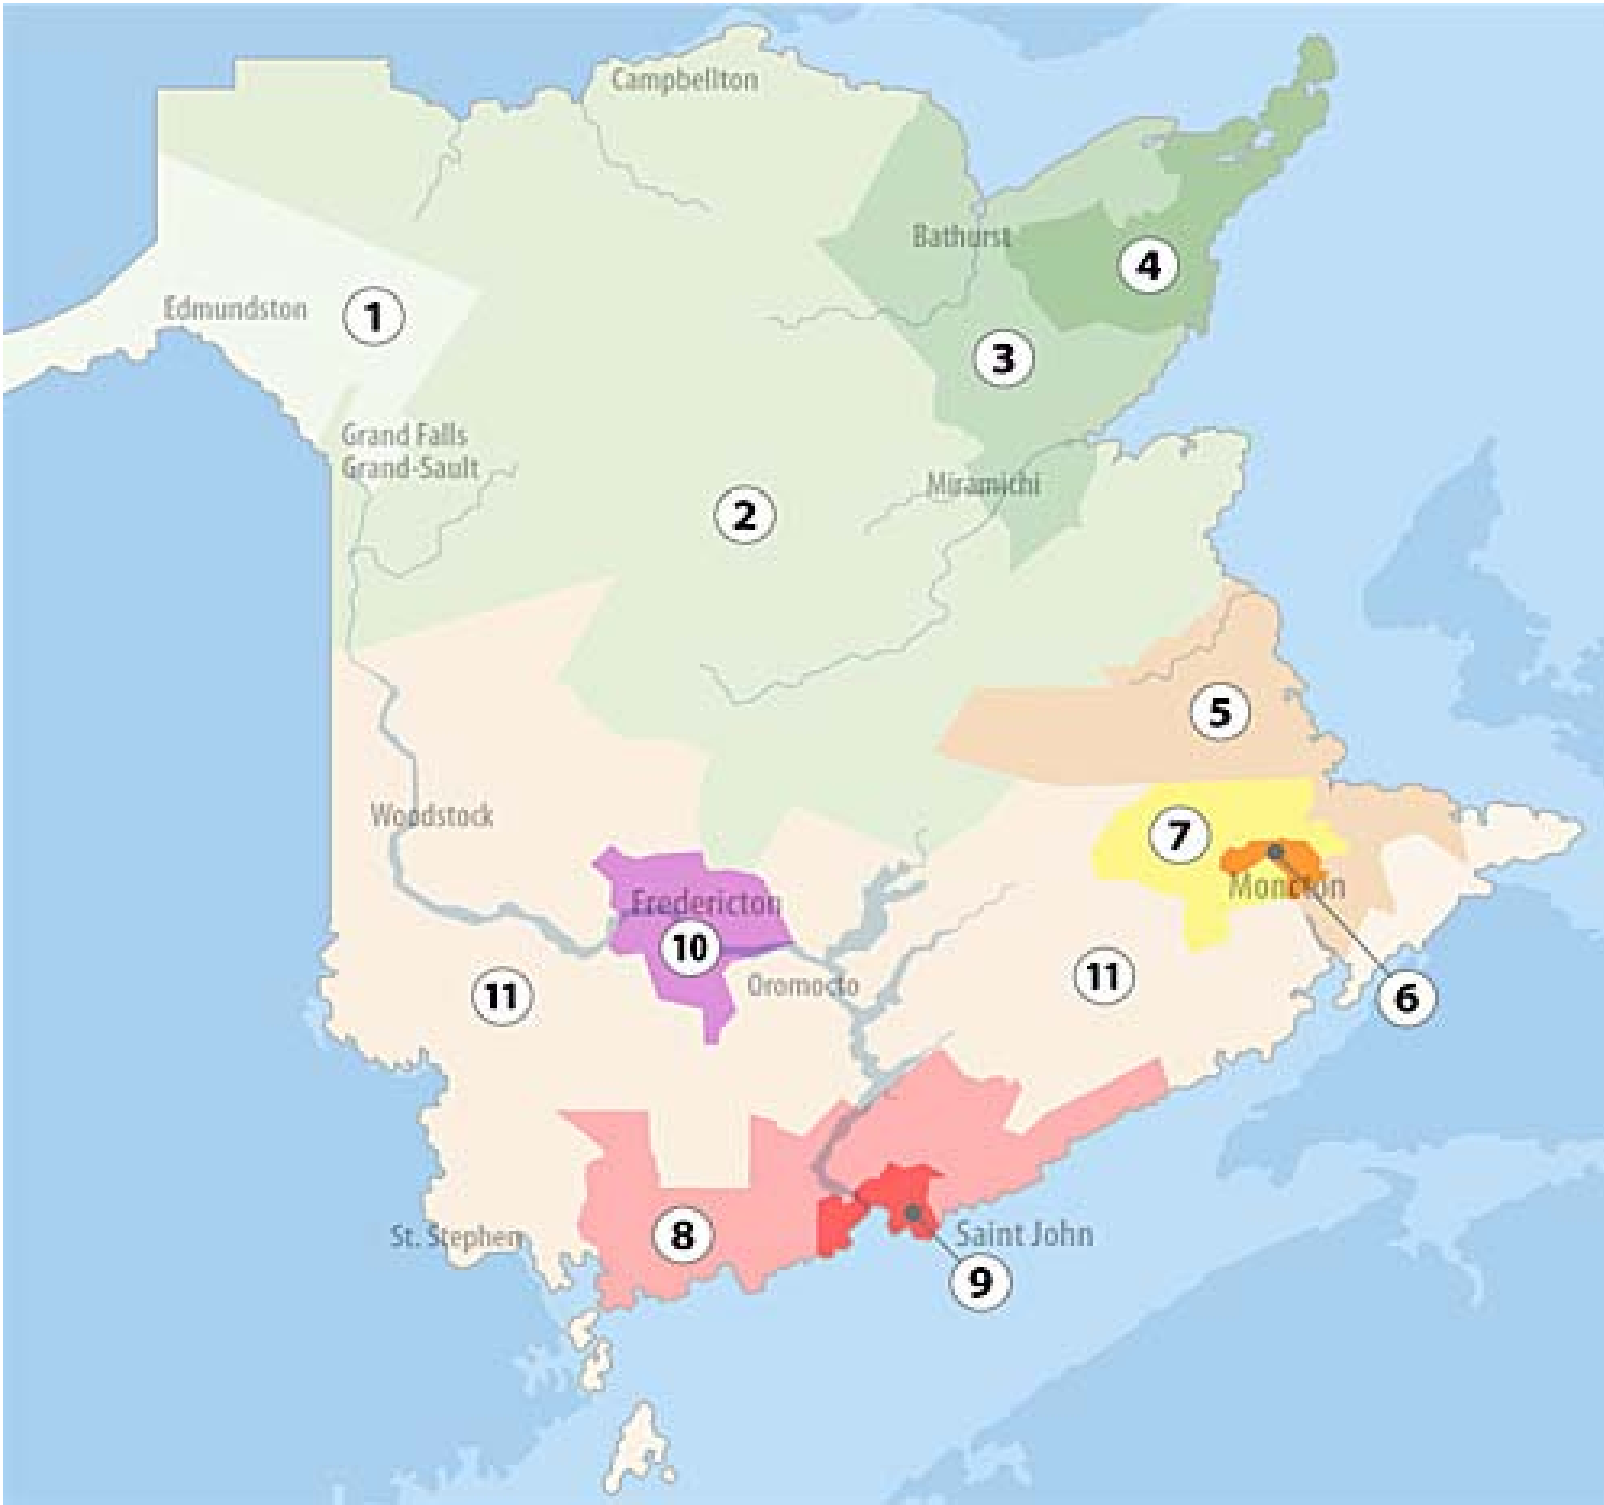 Campbellton
Bathurst
4
Edmundston
1
3
Grand Falls
Grand-Sault
Miramichi
2
5
Woodstock
7
Moncton
Fredericton
10
Oromocto
11
11
6
St. Stephen
8
Saint John
9